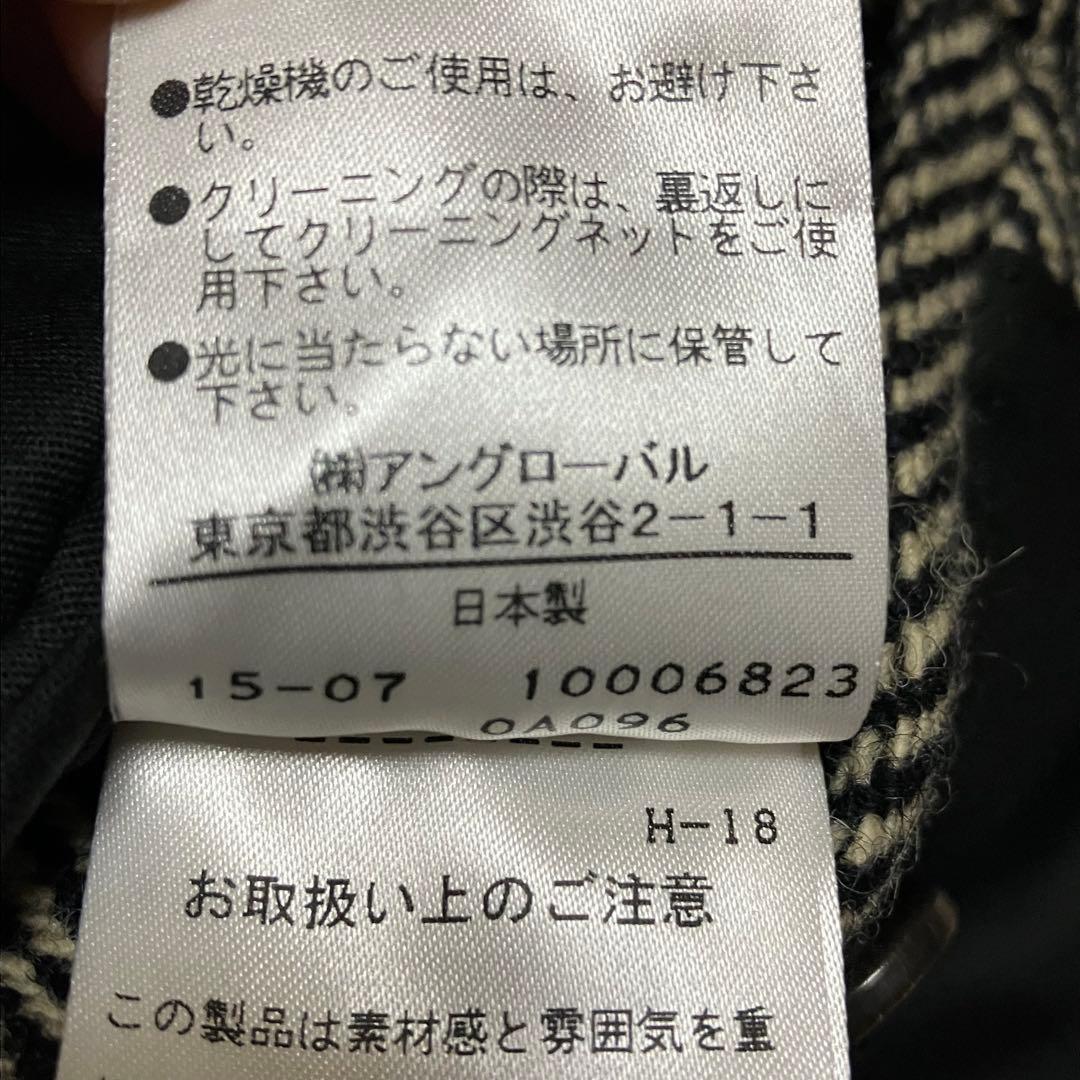 ●乾燥機のご使用は、お避け下さ
い。
●クリーニングの際は、裏返しに
してクリーニングネットをご使
用下さい。
●光に当たらない場所に保管して
下さい。
㈱アングローバル
東京都渋谷区渋谷2-1-1
日本製
15-07 10006823
0A096
H-18
お取扱い上のご注意
この製品は素材感と雰囲気を重